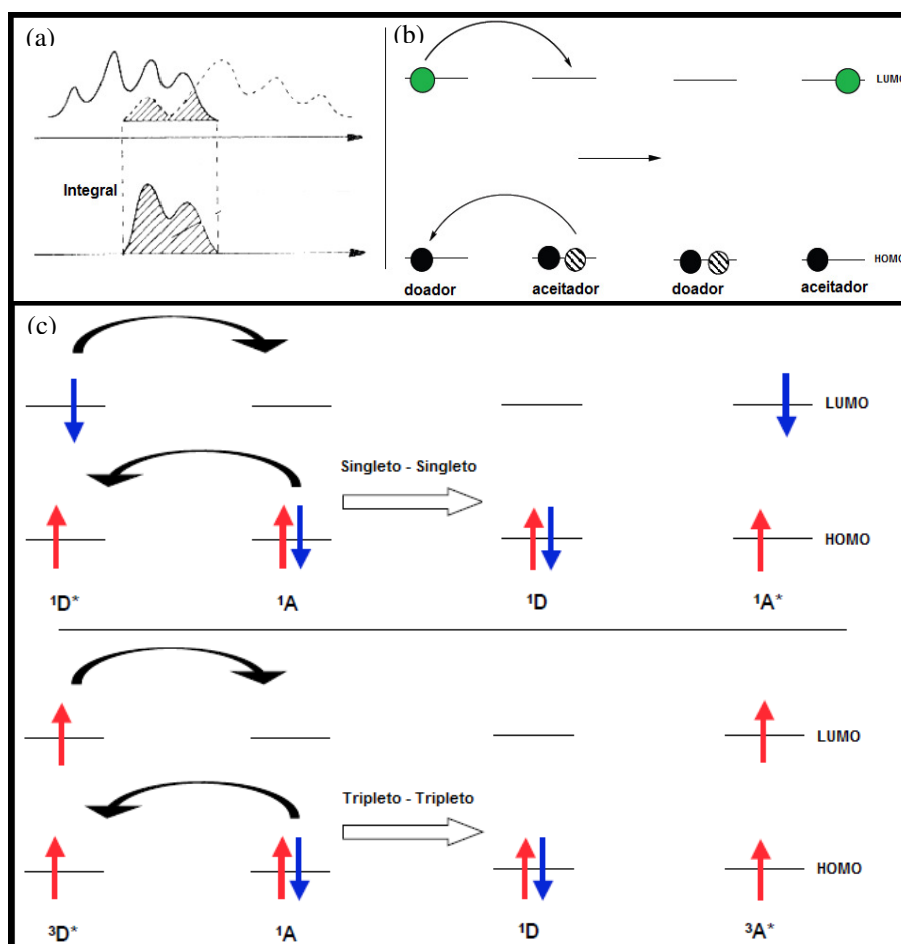 (a)
Integral
(b)
LUMO
HOMO
doador aceitador doador aceitador
(c)
LUMO
Singleto - Singleto
HOMO
¹D* ¹A ¹D ¹A*
LUMO
Tripleto - Tripleto
HOMO
³D* ¹A ¹D ³A*